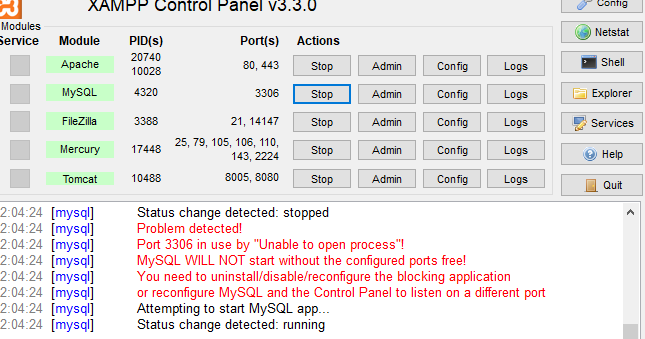 XAMPP Control Panel v3.3.0
Config
Modules
Service Module PID(s) Port(s) Actions
Netstat
Apache 20740 10028 80, 443 Stop Admin Config Logs
Shell
MySQL 4320 3306 Stop Admin Config Logs
Explorer
FileZilla 3388 21, 14147 Stop Admin Config Logs
Services
Mercury 17448 25, 79, 105, 106, 110, 143, 2224 Stop Admin Config Logs
Help
Tomcat 10488 8005, 8080 Stop Admin Config Logs
Quit
2:04:24 [mysql] Status change detected: stopped
2:04:24 [mysql] Problem detected!
2:04:24 [mysql] Port 3306 in use by "Unable to open process"!
2:04:24 [mysql] MySQL WILL NOT start without the configured ports free!
2:04:24 [mysql] You need to uninstall/disable/reconfigure the blocking application
2:04:24 [mysql] or reconfigure MySQL and the Control Panel to listen on a different port
2:04:24 [mysql] Attempting to start MySQL app...
2:04:24 [mysql] Status change detected: running